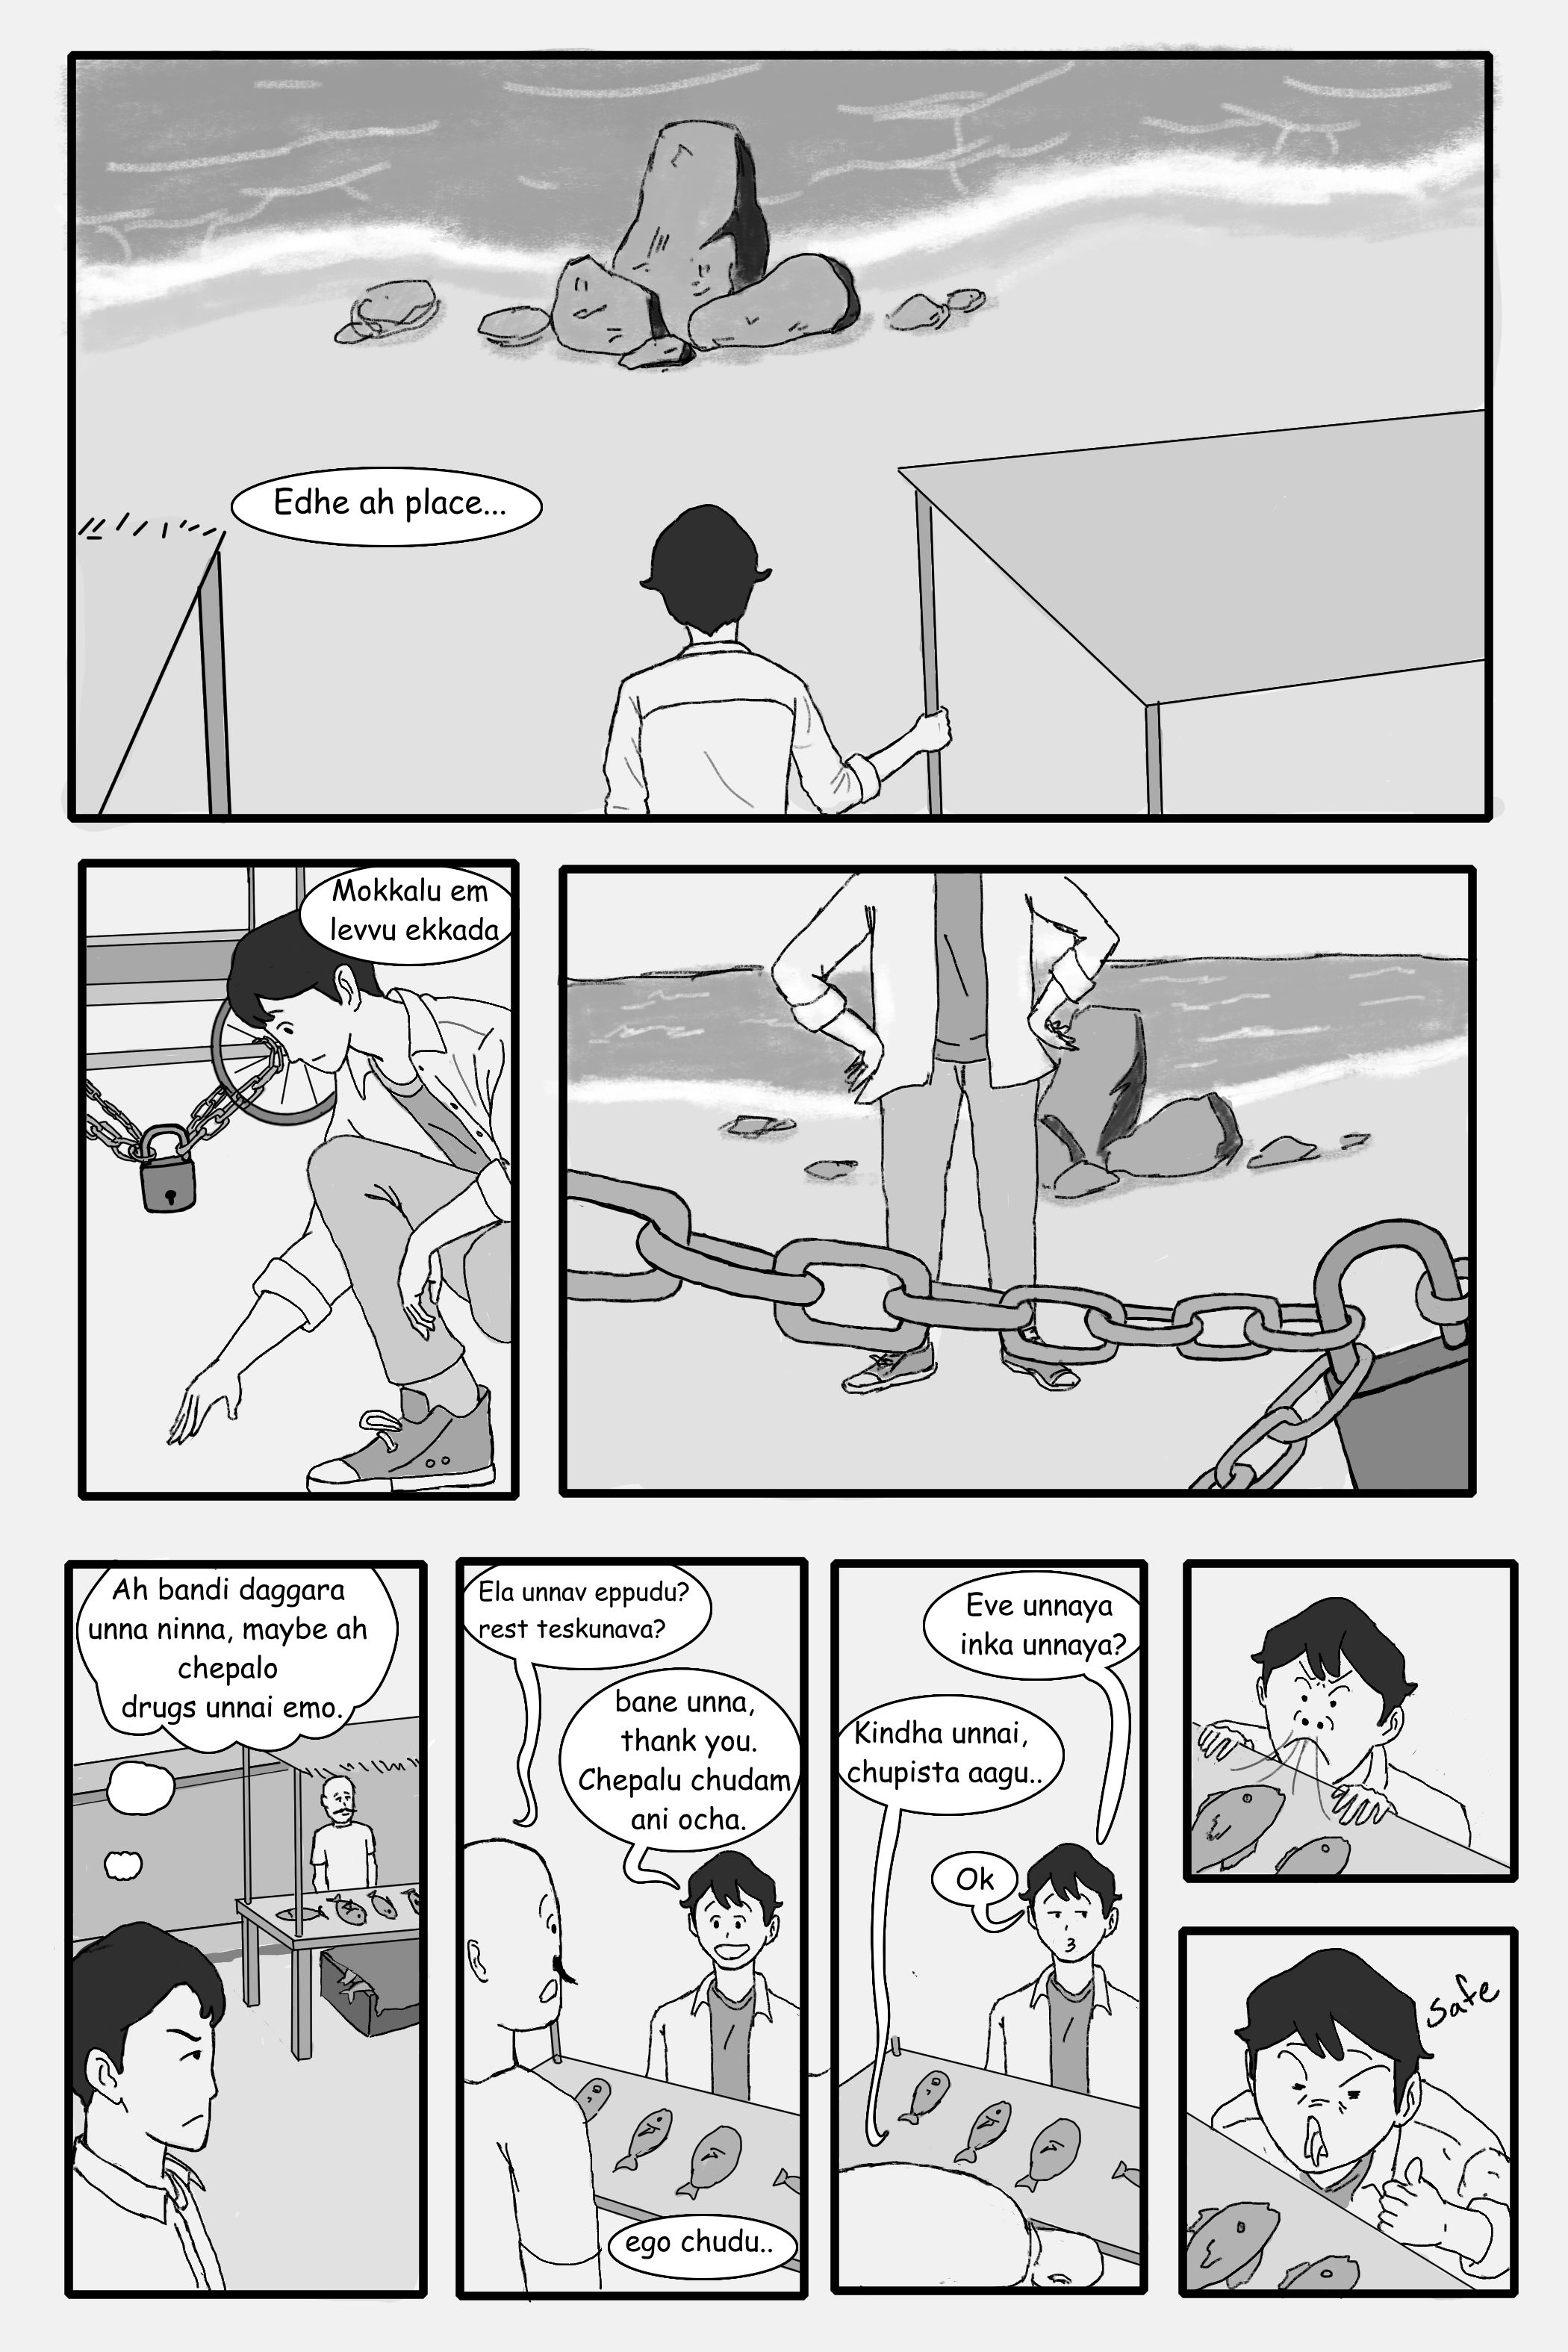 Edhe ah place...
Mokkalu em
levvu ekkada
Ah bandi daggara
unna ninna, maybe ah
chepalo
drugs unnai emo.
Ela unnav eppudu?
rest teskunava?
bane unna,
thank you.
Chepalu chudam
ani ocha.
ego chudu..
Eve unnaya
inka unnaya?
Kindha unnai,
chupista aagu..
Ok
safe